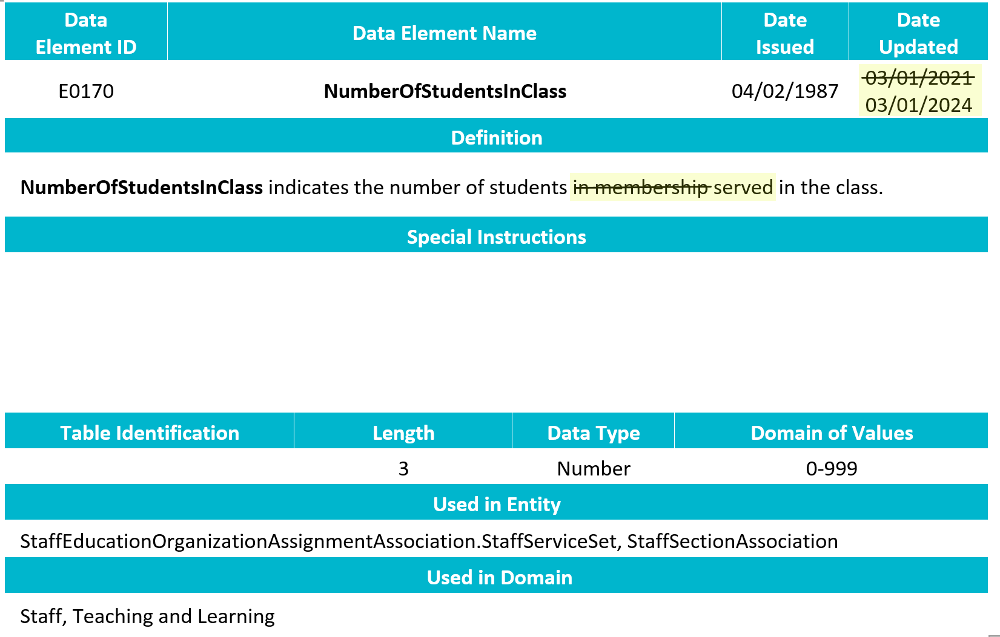 Data Element ID Data Element Name Date Issued Date Updated
E0170 NumberOfStudentsInClass 04/02/1987 03/01/2021 03/01/2024
Definition
NumberOfStudentsInClass indicates the number of students in membership served in the class.
Special Instructions
Table Identification Length Data Type Domain of Values
3 Number 0-999
Used in Entity
StaffEducationOrganizationAssignmentAssociation.StaffServiceSet, StaffSectionAssociation
Used in Domain
Staff, Teaching and Learning